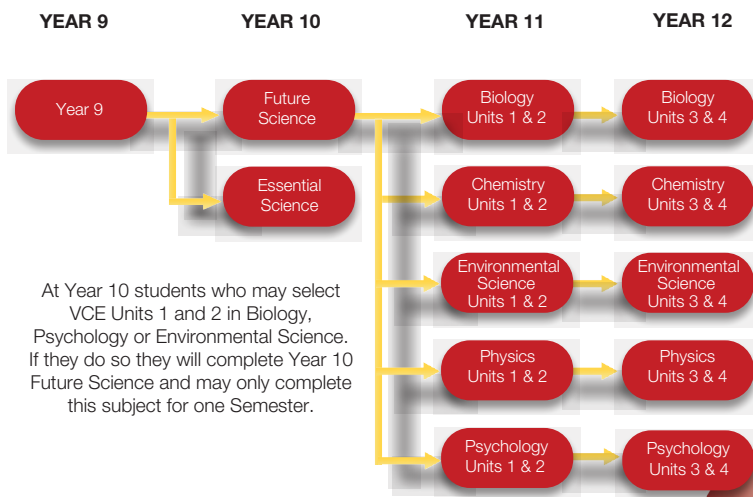 YEAR 9 YEAR 10 YEAR 11 YEAR 12
Year 9
Future
Science
Essential
Science
Biology
Units 1 & 2
Biology
Units 3 & 4
Chemistry
Units 1 & 2
Chemistry
Units 3 & 4
Environmental
Science
Units 1 & 2
Environmental
Science
Units 3 & 4
Physics
Units 1 & 2
Physics
Units 3 & 4
Psychology
Units 1 & 2
Psychology
Units 3 & 4
At Year 10 students who may select
VCE Units 1 and 2 in Biology,
Psychology or Environmental Science.
If they do so they will complete Year 10
Future Science and may only complete
this subject for one Semester.